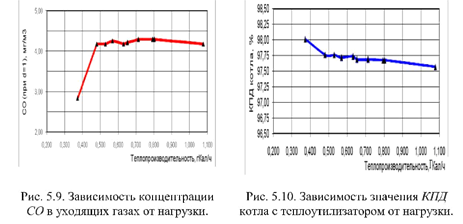 5,00
4,00
3,00
2,00
СО (при d=1), мг/м3
0,200 0,300 0,400 0,500 0,600 0,700 0,800 0,900 1,000 1,100
Теплопроизводительность, гКал/ч
98,50
98,25
98,00
97,75
97,50
97,25
97,00
96,75
96,50
КПД котла, %
0,200 0,300 0,400 0,500 0,600 0,700 0,800 0,900 1,000 1,100
Теплопроизводительность, ГКал/ч
Рис. 5.9. Зависимость концентрации
СО в уходящих газах от нагрузки.
Рис. 5.10. Зависимость значения КПД
котла с теплоутилизатором от нагрузки.